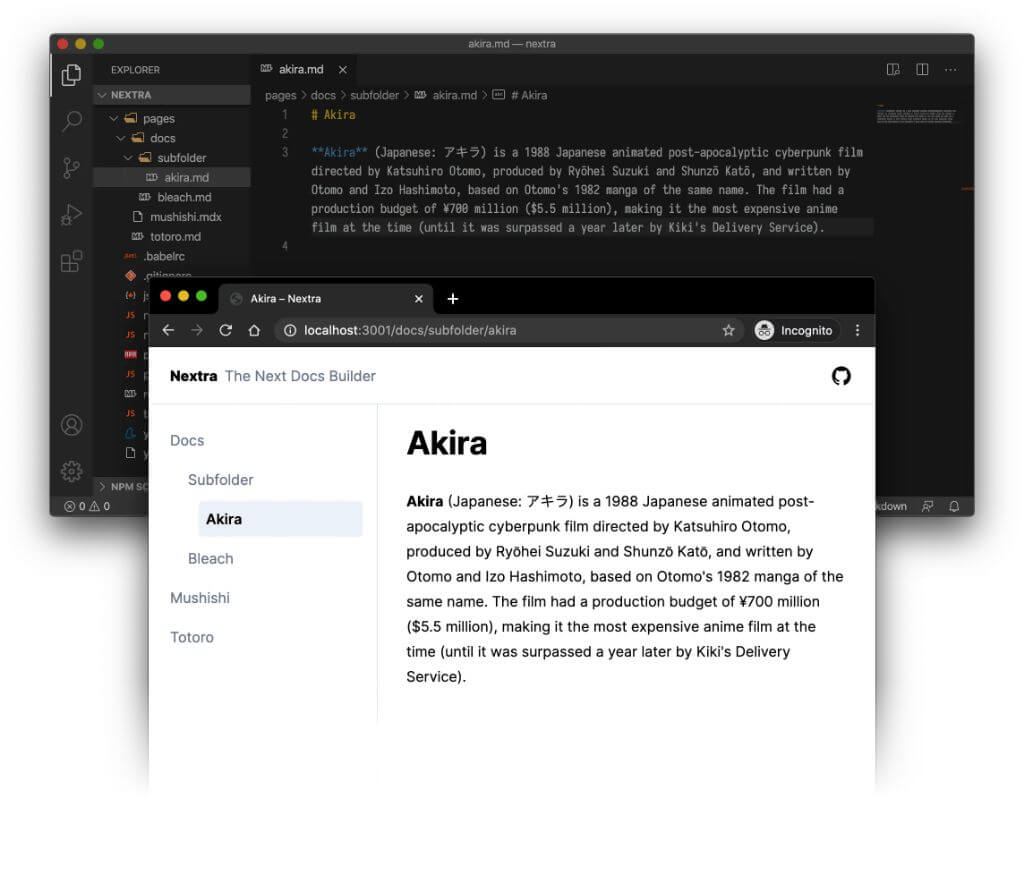 akira.md — nextra
EXPLORER
akira.md
NEXTRA
pages > docs > subfolder > akira.md > # Akira
pages
docs
subfolder
akira.md
bleach.md
mushishi.mdx
totoro.md
.babelrc
.gitignore
JS
JS
JS
JS
NPM
0 0
1 # Akira
2
3 **Akira** (Japanese: アキラ) is a 1988 Japanese animated post-apocalyptic cyberpunk film
directed by Katsuhiro Otomo, produced by Ryōhei Suzuki and Shunzō Katō, and written by
Otomo and Izo Hashimoto, based on Otomo's 1982 manga of the same name. The film had a
production budget of ¥700 million ($5.5 million), making it the most expensive anime
film at the time (until it was surpassed a year later by Kiki's Delivery Service).
4
Akira – Nextra
localhost:3001/docs/subfolder/akira
Incognito
Nextra The Next Docs Builder
Docs
Subfolder
Akira
Bleach
Mushishi
Totoro
Akira
Akira (Japanese: アキラ) is a 1988 Japanese animated post-
apocalyptic cyberpunk film directed by Katsuhiro Otomo,
produced by Ryōhei Suzuki and Shunzō Katō, and written by
Otomo and Izo Hashimoto, based on Otomo's 1982 manga of the
same name. The film had a production budget of ¥700 million
($5.5 million), making it the most expensive anime film at the
time (until it was surpassed a year later by Kiki's Delivery
Service).
kdown